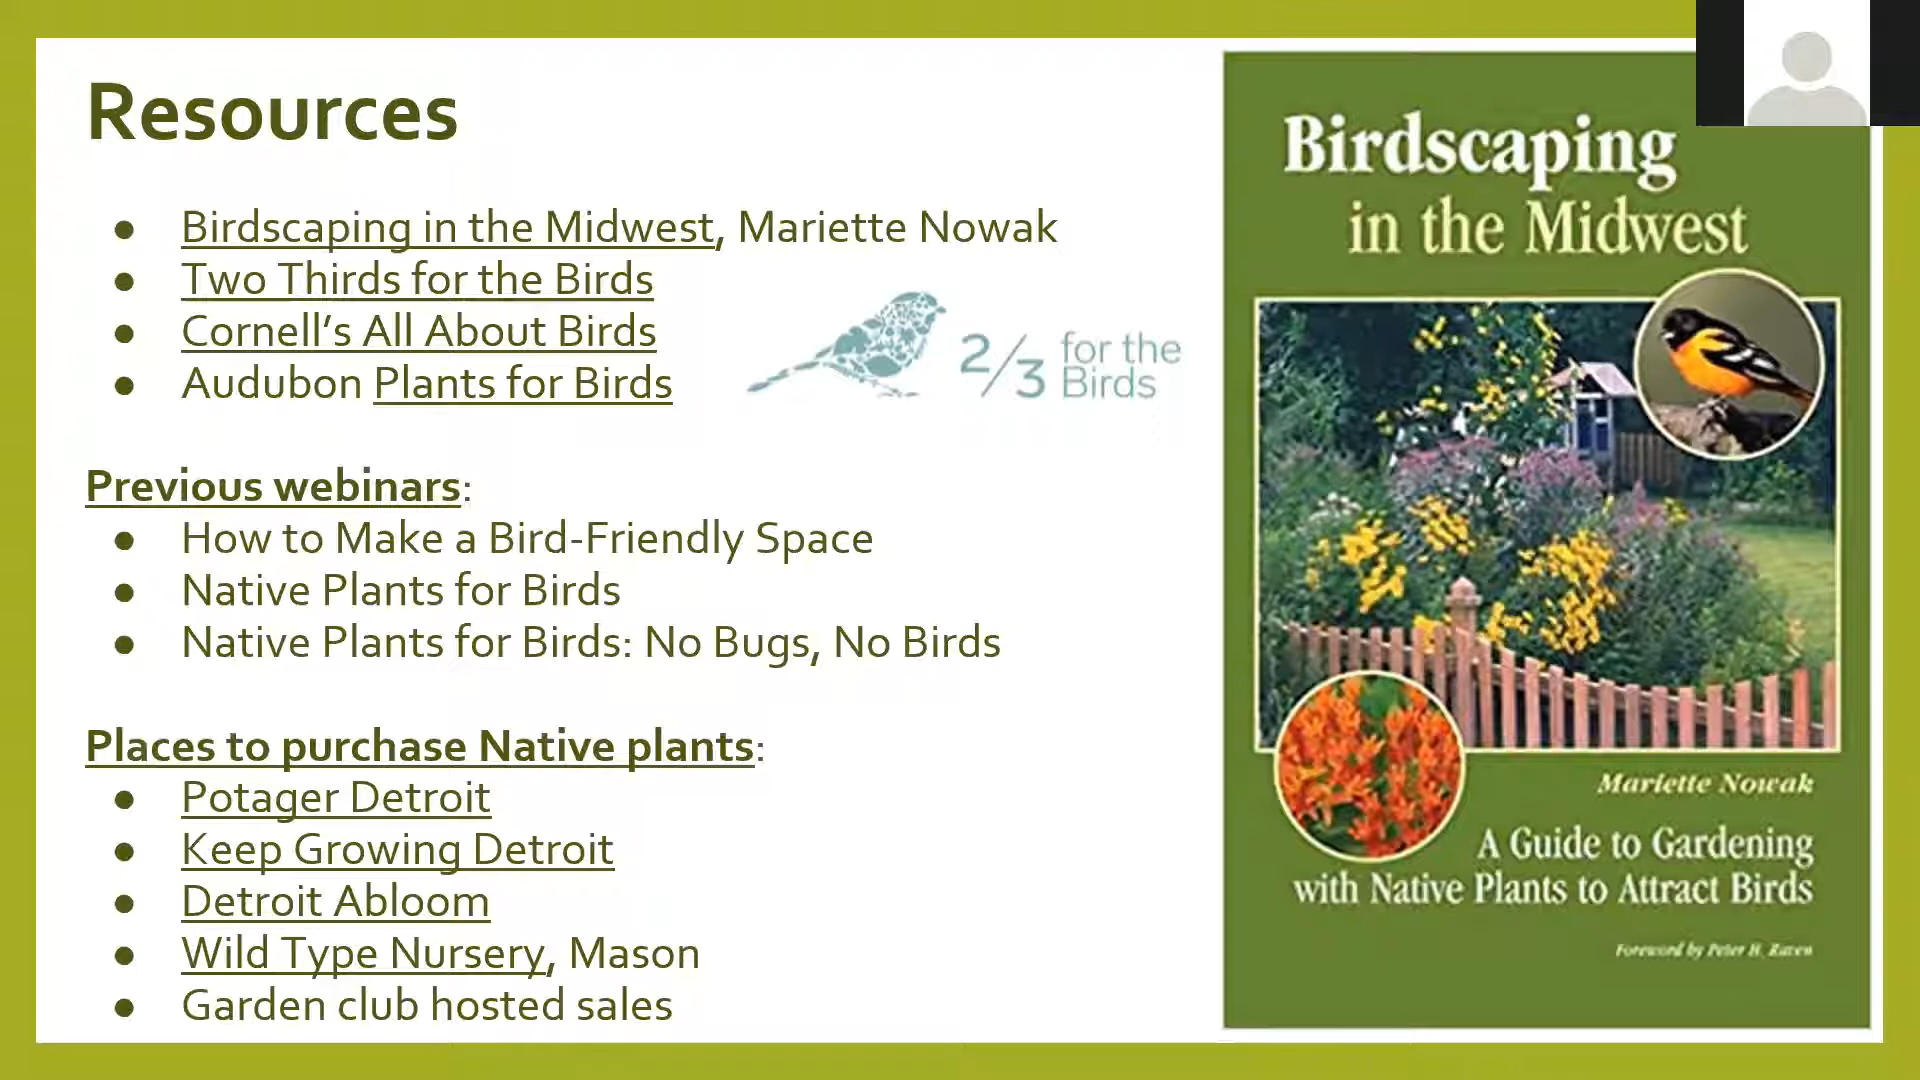 Resources
● Birdscaping in the Midwest, Mariette Nowak
● Two Thirds for the Birds
● Cornell’s All About Birds
● Audubon Plants for Birds
2/3 for the Birds
Previous webinars:
● How to Make a Bird-Friendly Space
● Native Plants for Birds
● Native Plants for Birds: No Bugs, No Birds
Places to purchase Native plants:
● Potager Detroit
● Keep Growing Detroit
● Detroit Abloom
● Wild Type Nursery, Mason
● Garden club hosted sales
Birdscaping
in the Midwest
Mariette Nowak
A Guide to Gardening
with Native Plants to Attract Birds
Foreword by Peter H. Raven